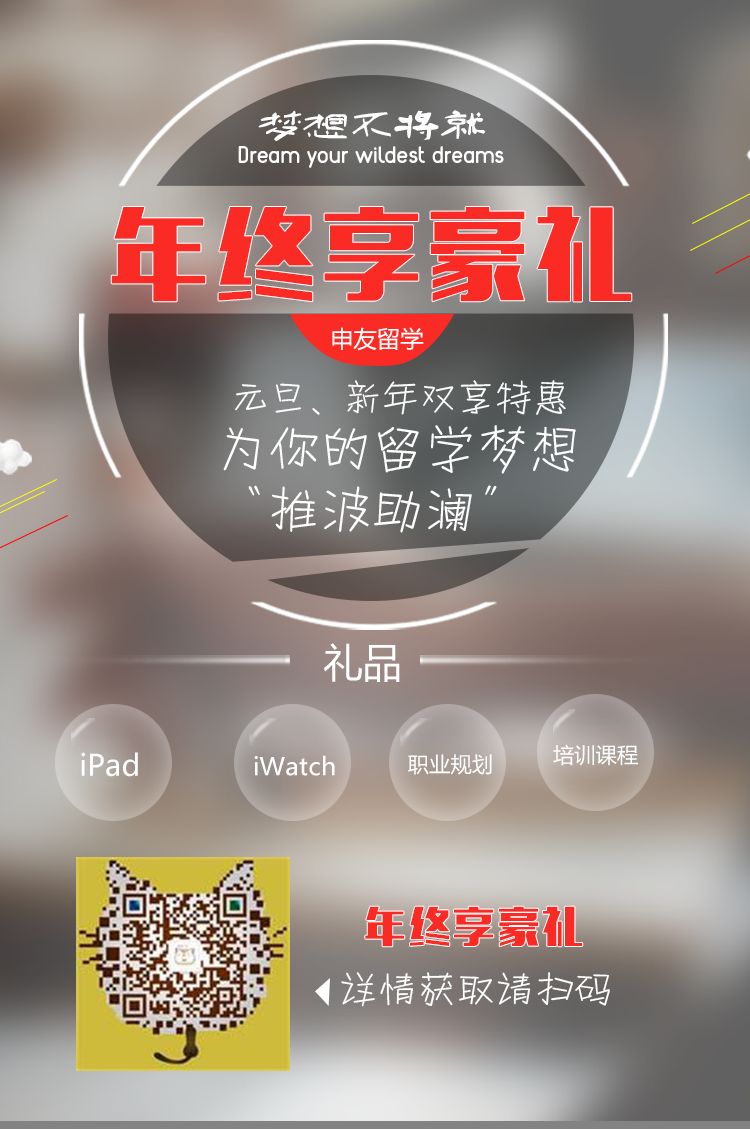 梦想不将就
Dream your wildest dreams
年终享豪礼
申友留学
元旦、新年双享特惠
为你的留学梦想
“推波助澜”
礼品
iPad
iWatch
职业规划
培训课程
年终享豪礼
详情获取请扫码